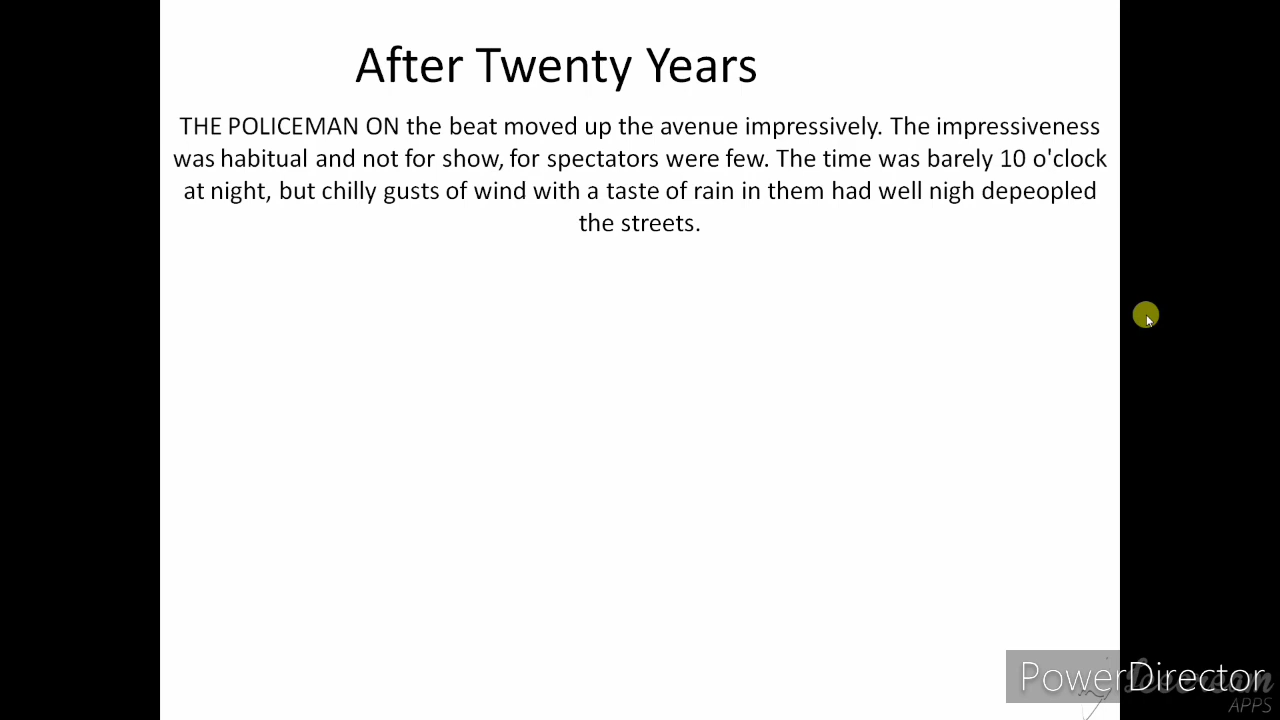 After Twenty Years
THE POLICEMAN ON the beat moved up the avenue impressively. The impressiveness
was habitual and not for show, for spectators were few. The time was barely 10 o'clock
at night, but chilly gusts of wind with a taste of rain in them had well nigh depeopled
the streets.
PowerDirector
Icecream
APPS